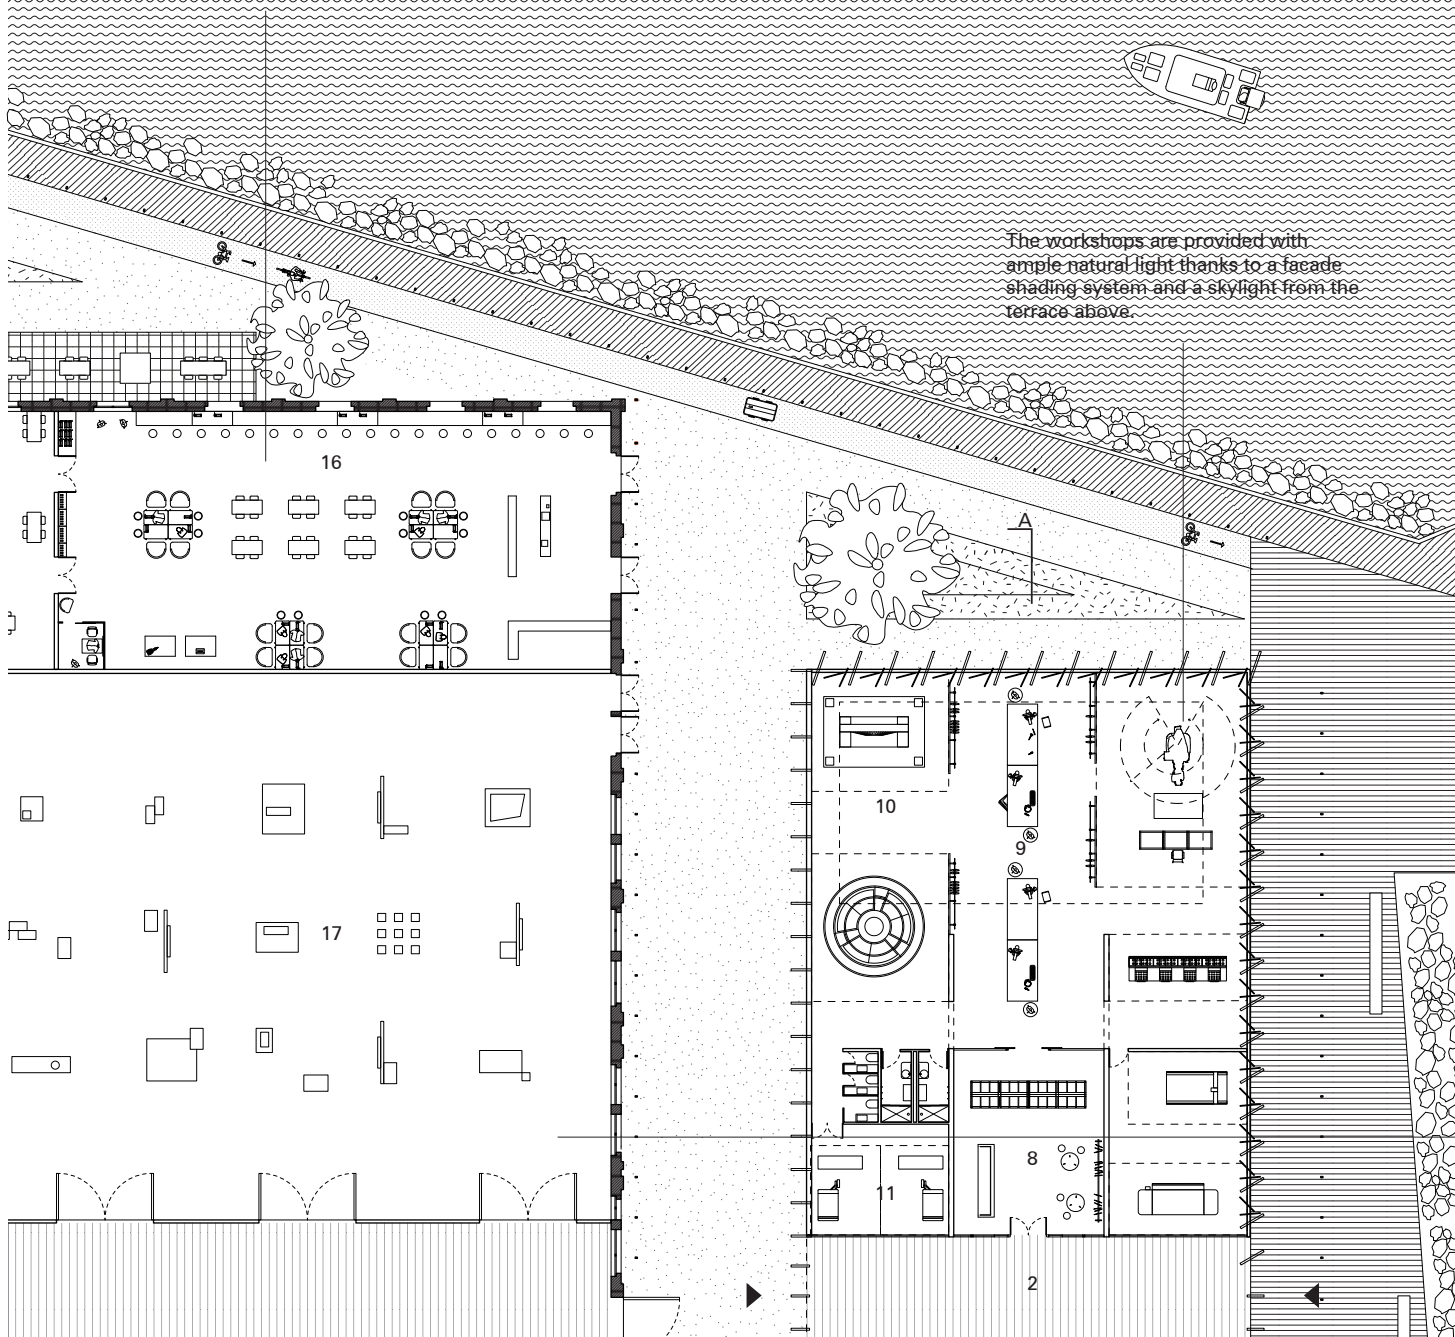 The workshops are provided with
ample natural light thanks to a facade
shading system and a skylight from the
terrace above.
16
A
10
9
17
8
11
2